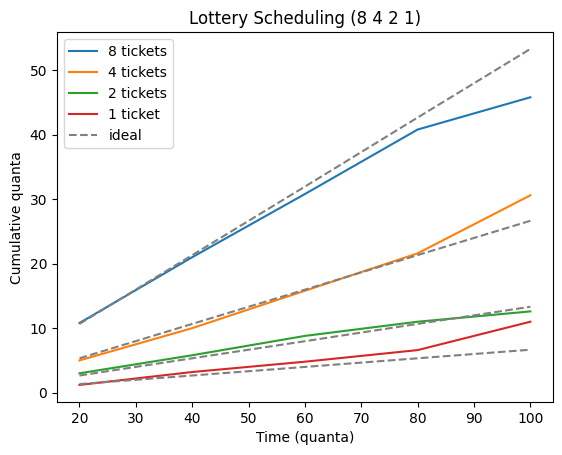 Lottery Scheduling (8 4 2 1)
8 tickets
4 tickets
2 tickets
1 ticket
ideal
Cumulative quanta
50
40
30
20
10
0
20 30 40 50 60 70 80 90 100
Time (quanta)